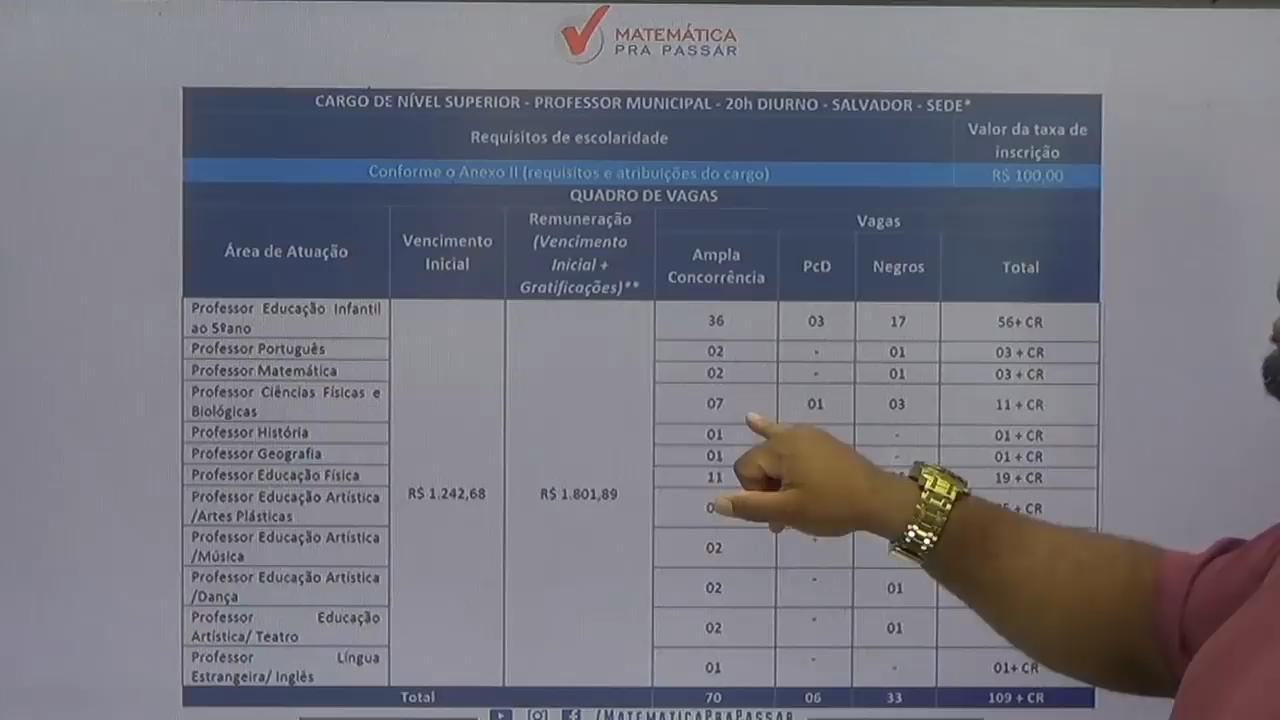 MATEMÁTICA
PRA PASSAR
CARGO DE NÍVEL SUPERIOR - PROFESSOR MUNICIPAL - 20h DIURNO - SALVADOR - SEDE*
Requisitos de escolaridade
Valor da taxa de
inscrição
Conforme o Anexo II (requisitos e atribuições do cargo)
R$ 100,00
QUADRO DE VAGAS
Área de Atuação
Vencimento
Inicial
Remuneração
(Vencimento
Inicial +
Gratificações)**
Vagas
Ampla
Concorrência
PcD
Negros
Total
Professor Educação Infantil
ao 5ºano
36 03 17 56+ CR
Professor Português 02 - 01 03 + CR
Professor Matemática 02 - 01 03 + CR
Professor Ciências Físicas e
Biológicas
07 01 03 11 + CR
Professor História 01 - 01 + CR
Professor Geografia 01 - 01 + CR
Professor Educação Física 11 19 + CR
R$ 1.242,68 R$ 1.801,89
Professor Educação Artística
/Artes Plásticas
+ CR
Professor Educação Artística
/Música
02 -
Professor Educação Artística
/Dança
02 - 01
Professor Educação
Artística/ Teatro
02 - 01
Professor Língua
Estrangeira/ Inglês
01 - - 01+ CR
Total 70 06 33 109 + CR
/MATEMATICAPRAPASSAR